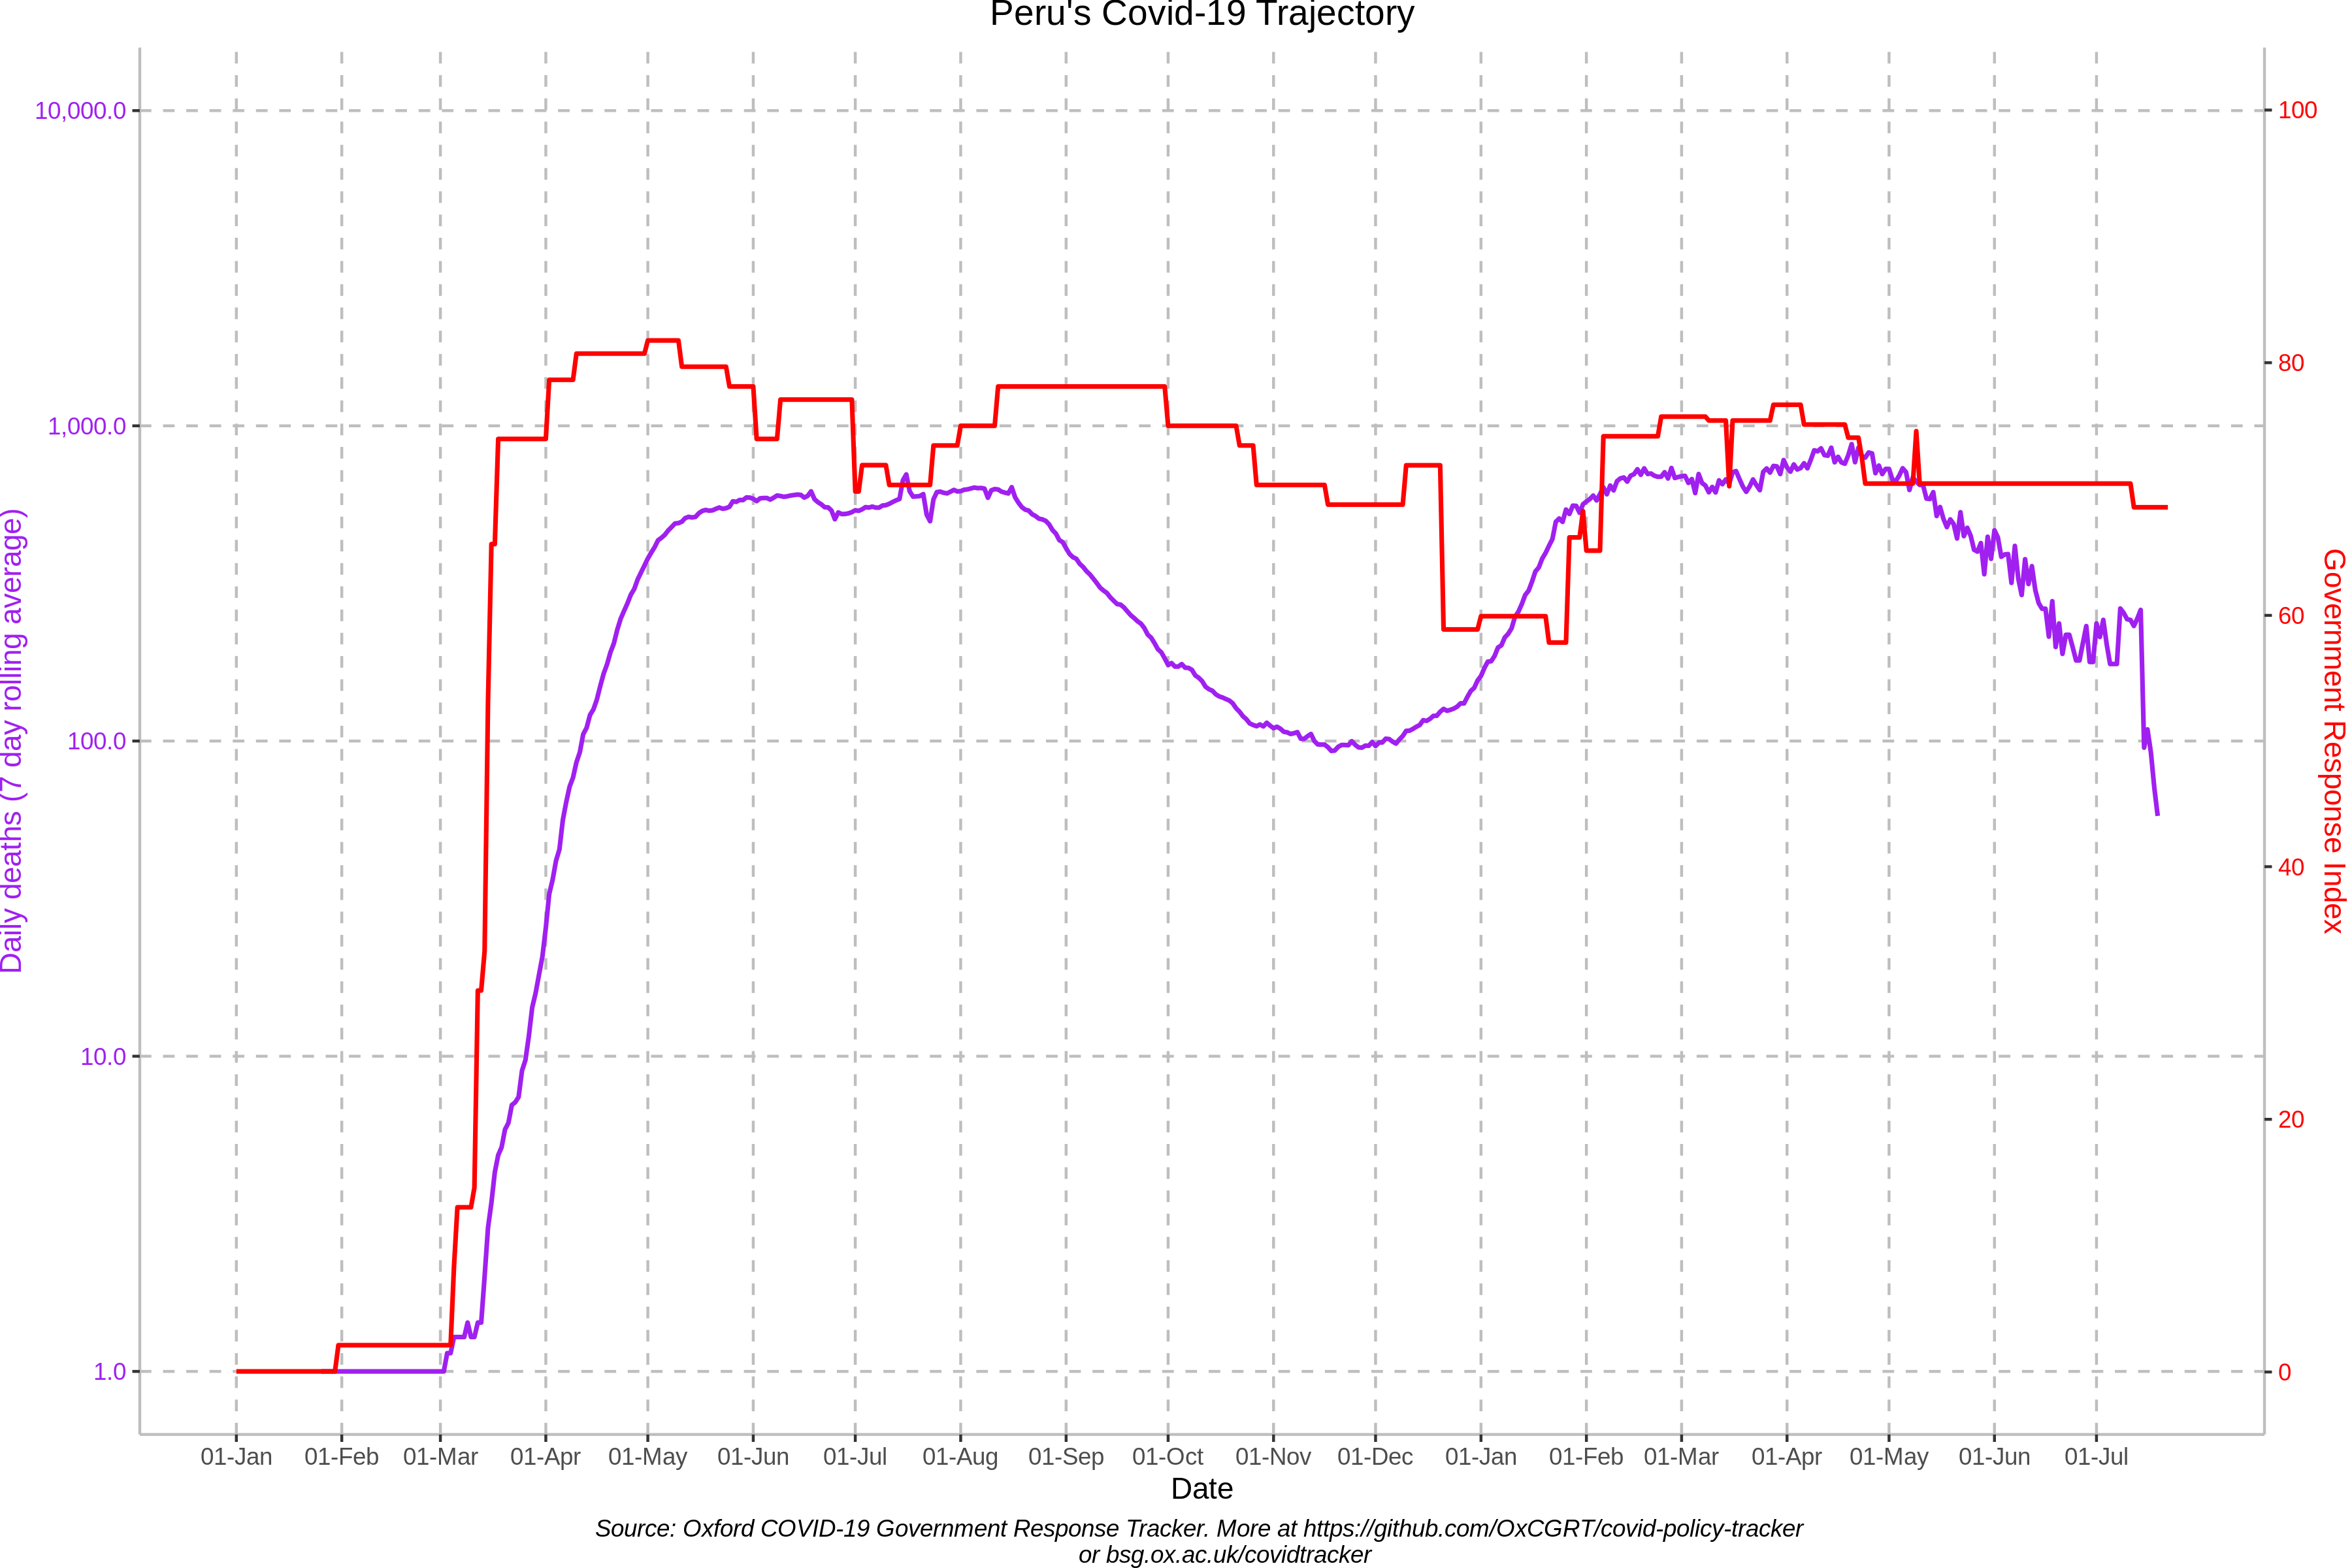 Peru's Covid-19 Trajectory
Daily deaths (7 day rolling average)
10,000.0
1,000.0
100.0
10.0
1.0
100
80
60
40
20
0
Government Response Index
01-Jan
01-Feb
01-Mar
01-Apr
01-May
01-Jun
01-Jul
01-Aug
01-Sep
01-Oct
01-Nov
01-Dec
01-Jan
01-Feb
01-Mar
01-Apr
01-May
01-Jun
01-Jul
Date
Source: Oxford COVID-19 Government Response Tracker. More at https://github.com/OxCGRT/covid-policy-tracker
or bsg.ox.ac.uk/covidtracker